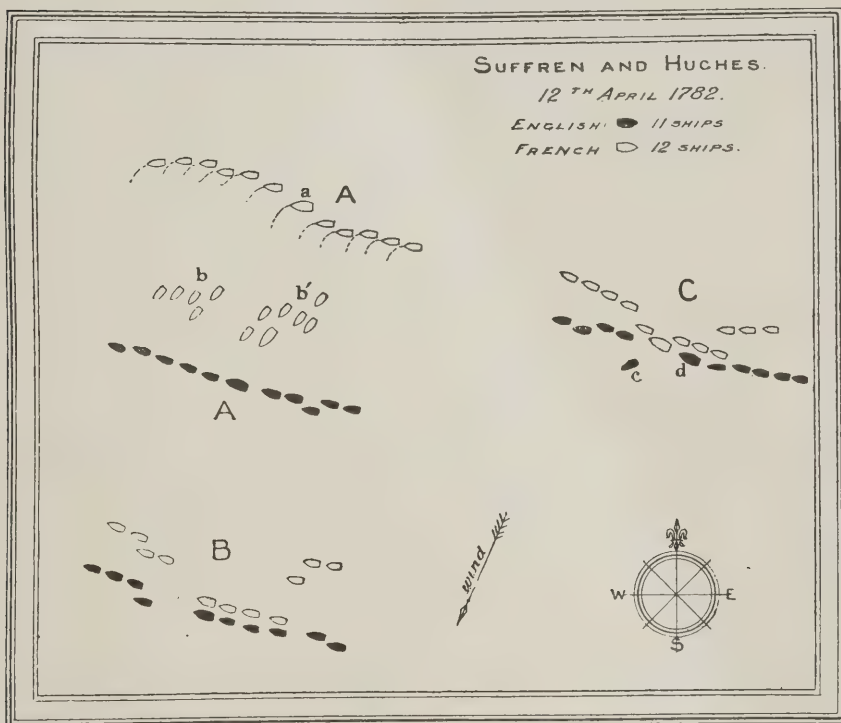 SUFFREN AND HUGHES.
12TH APRIL 1782.
ENGLISH 11 SHIPS
FRENCH 12 SHIPS.
a A
b b'
A
C
c d
B
wind
W E
S